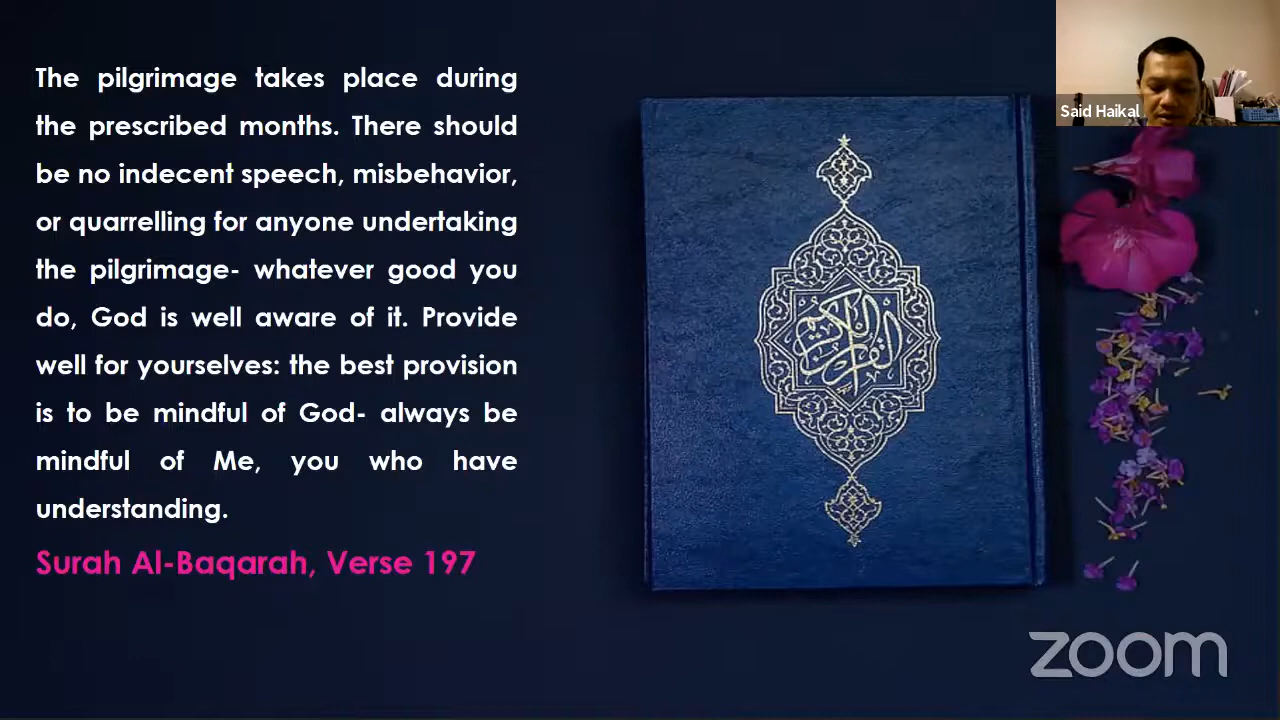 The pilgrimage takes place during
the prescribed months. There should
be no indecent speech, misbehavior,
or quarrelling for anyone undertaking
the pilgrimage- whatever good you
do, God is well aware of it. Provide
well for yourselves: the best provision
is to be mindful of God- always be
mindful of Me, you who have
understanding.
Surah Al-Baqarah, Verse 197
القرآن الكريم
Said Haikal
zoom